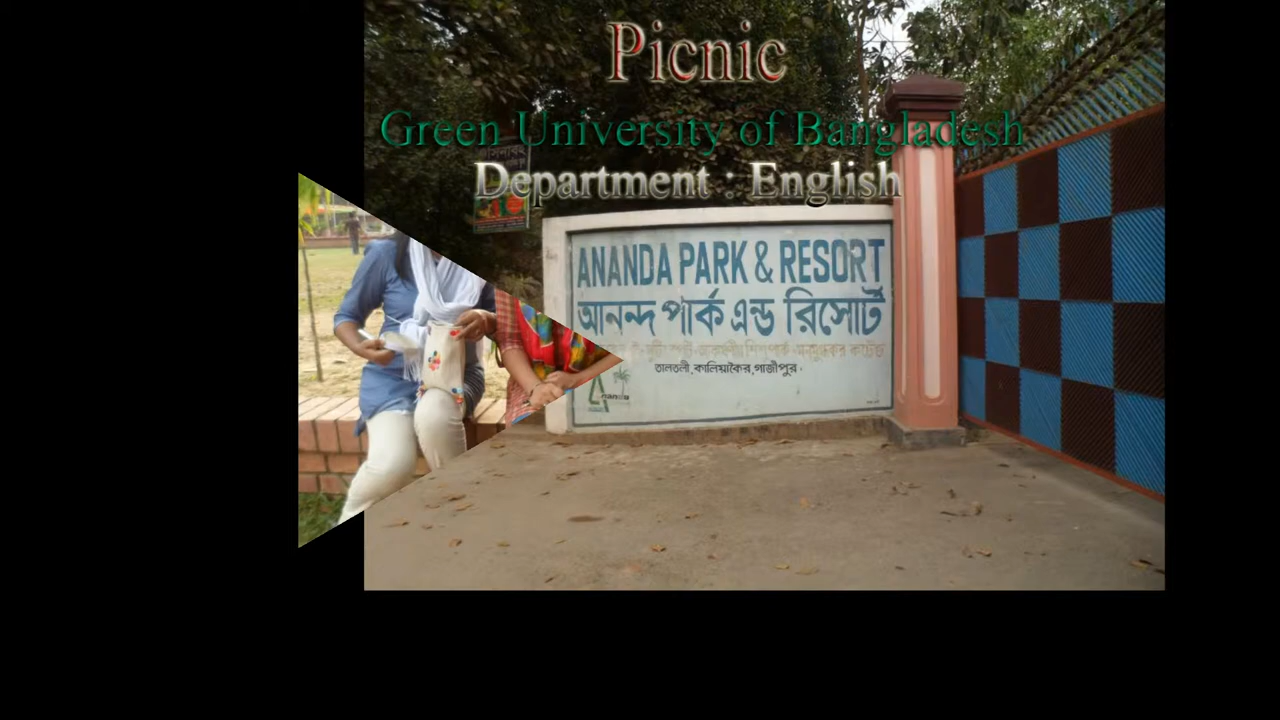 Picnic
Green University of Bangladesh
Department : English
ANANDA PARK & RESORT
আনন্দ পার্ক এন্ড রিসোর্ট
তালতলী,কালিয়াকৈর,গাজীপুর